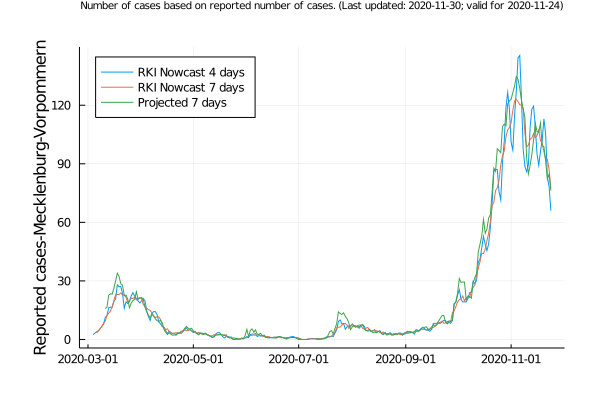 Number of cases based on reported number of cases. (Last updated: 2020-11-30; valid for 2020-11-24)
Reported cases-Mecklenburg-Vorpommern
RKI Nowcast 4 days
RKI Nowcast 7 days
Projected 7 days
120
90
60
30
0
2020-03-01
2020-05-01
2020-07-01
2020-09-01
2020-11-01